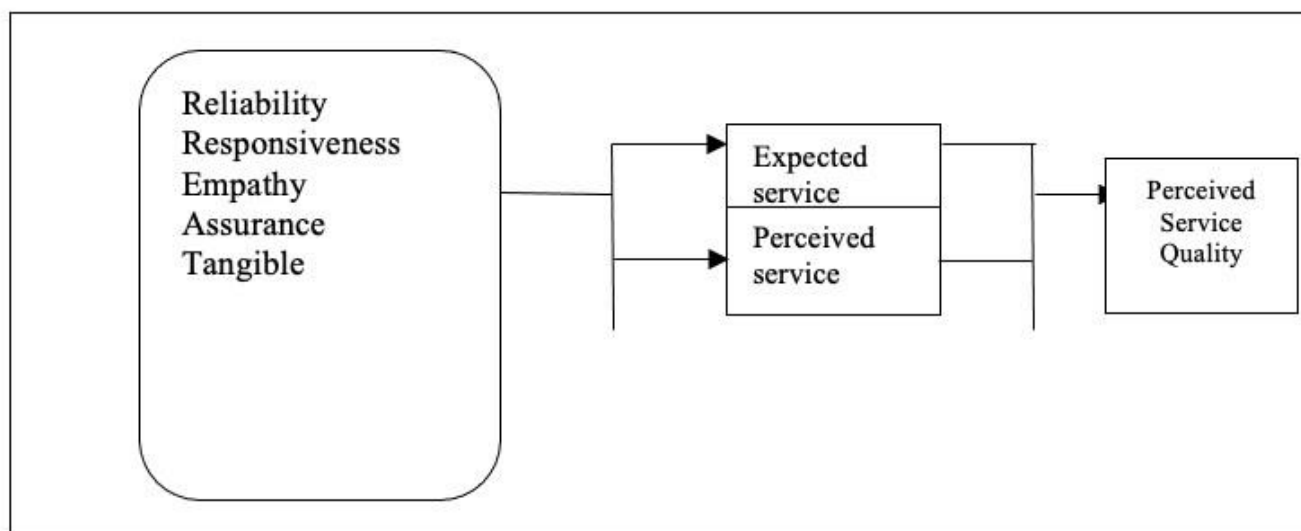 Reliability
Responsiveness
Empathy
Assurance
Tangible
Expected
service
Perceived
service
Perceived
Service
Quality